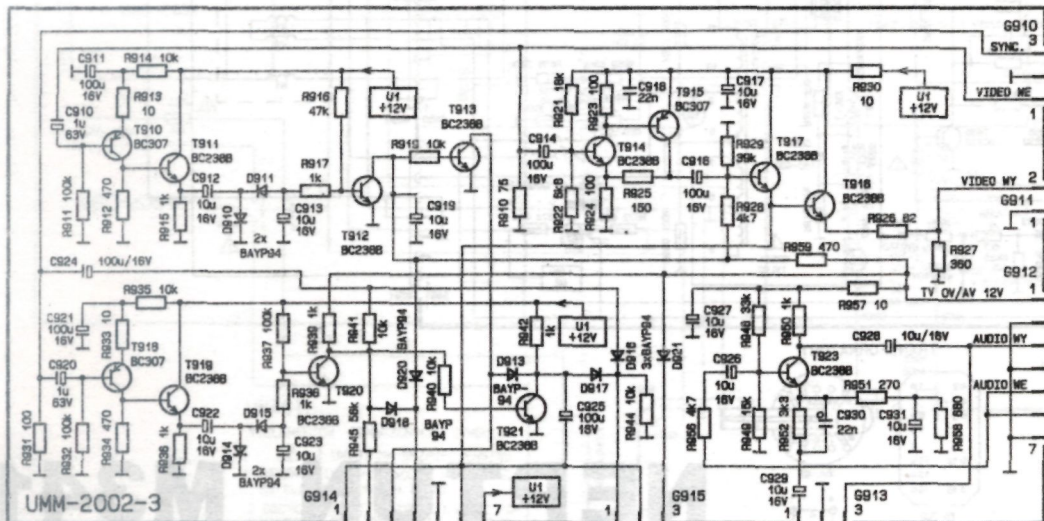 G910
3
SYNC.
VIDEO WE
1
C911
100u
16V
R914 10k
R913
10
C910
1u
63V
T910
BC307
R911 100k
R912 470
T911
BC238B
R915 1k
C912
10u
16V
D911
D910
2x
BAYP94
C913
10u
16V
R917
1k
R916
47k
U1
+12V
T913
BC238B
R919 10k
T912
BC238B
C919
10u
16V
R910 75
C914
100u
16V
R921 18k
R923 100
C918
22n
T915
BC307
T914
BC238B
R922 6k8
R924 100
R925
150
C916
100u
16V
C917
10u
16V
R929
39k
R928
4k7
T917
BC238B
R930
10
U1
+12V
T916
BC238B
VIDEO WY
2
R926 82
G911
1
R927
360
R959 470
G912
TV 0V/AV 12V
1
R957 10
C924
100u/16V
R935 10k
C921
100u
16V
R933 10
C920
1u
63V
T918
BC307
R931 100
R932 100k
R934 470
T919
BC238B
R936 1k
C922
10u
16V
D915
D914
2x
BAYP94
C923
10u
16V
R937 100k
R936
1k
R939 1k
R941
10k
T920
BC238B
BAYP94
D920
R945 56k
D918
R940 10k
BAYP
94
D913
BAYP-
94
R942
1k
U1
+12V
T921
BC238B
C925
100u
16V
D917
D916
3xBAYP94
D921
R944 10k
C927
10u
16V
R948 33k
R950 1k
C926
10u
16V
T923
BC238B
C928
10u/16V
AUDIO WY
AUDIO WE
R956 4k7
R949 15k
R952 3k3
R951 270
C930
22n
C931
10u
16V
R938 680
C929
10u
16V
7
UMM-2002-3
G914
1
7
U1
+12V
1
G915
3
1
G913
3